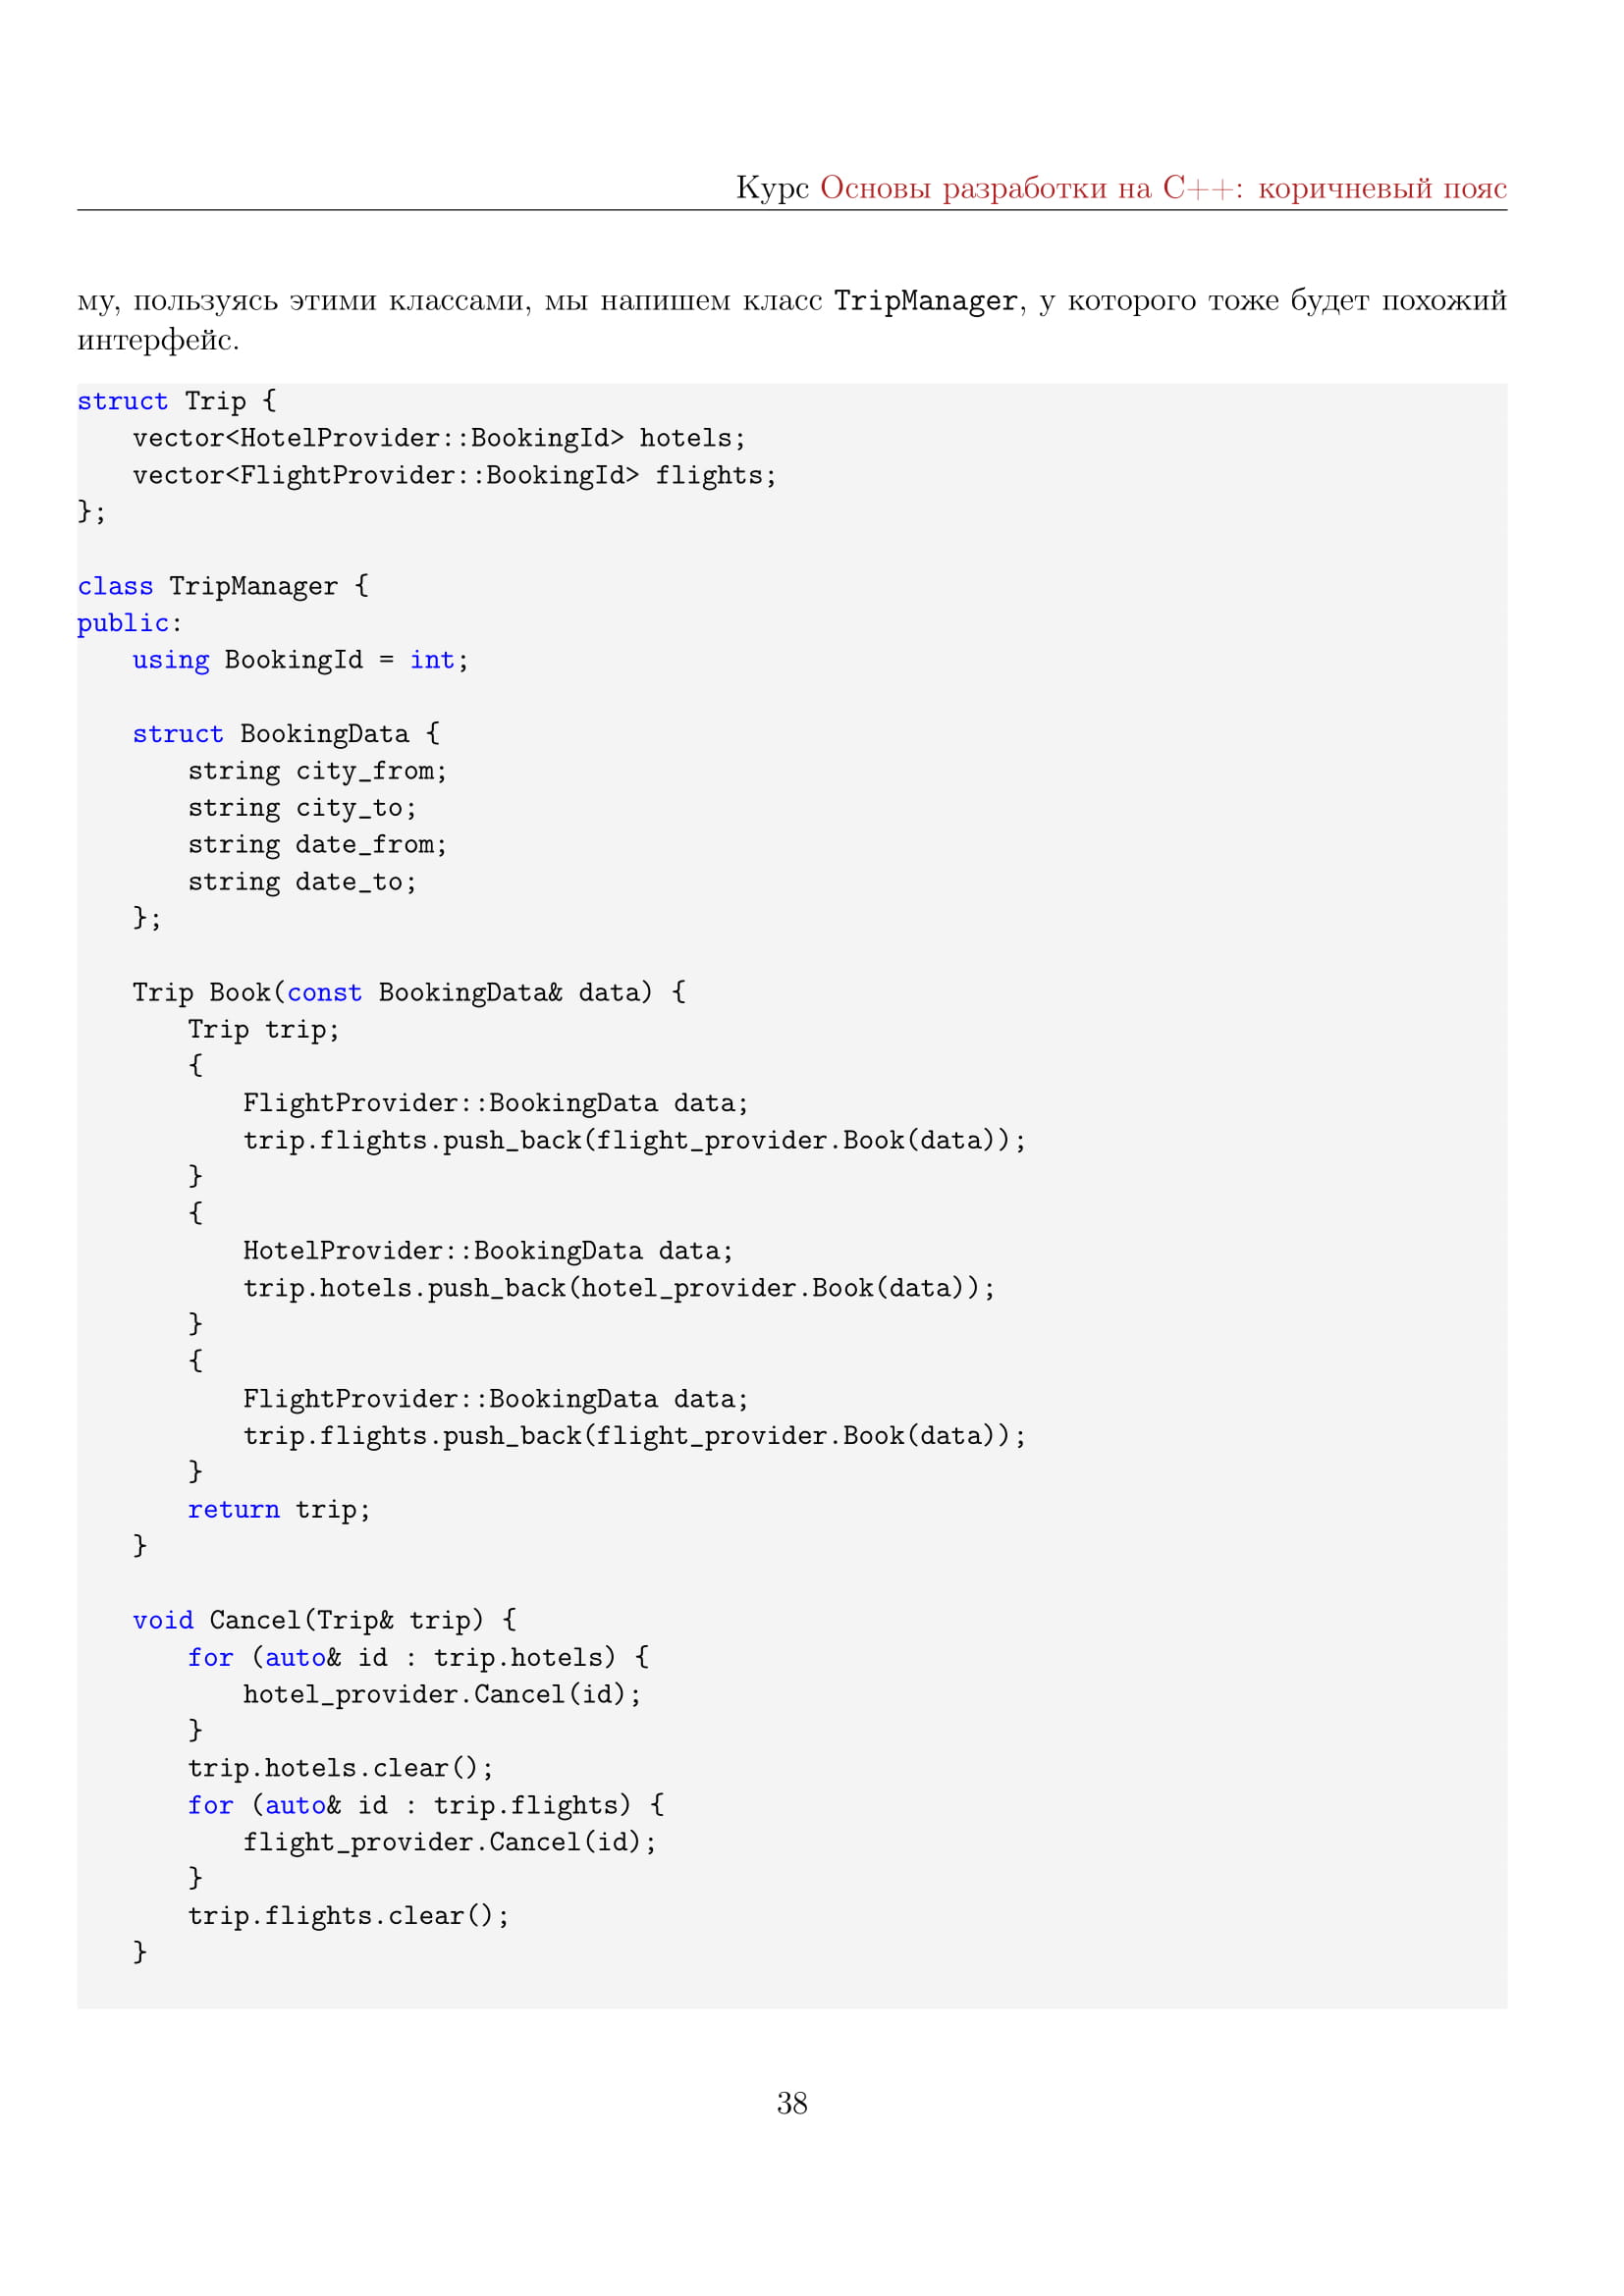 Курс Основы разработки на C++: коричневый пояс
му, пользуясь этими классами, мы напишем класс TripManager, у которого тоже будет похожий
интерфейс.
struct Trip {
    vector<HotelProvider::BookingId> hotels;
    vector<FlightProvider::BookingId> flights;
};

class TripManager {
public:
    using BookingId = int;

    struct BookingData {
        string city_from;
        string city_to;
        string date_from;
        string date_to;
    };

    Trip Book(const BookingData& data) {
        Trip trip;
        {
            FlightProvider::BookingData data;
            trip.flights.push_back(flight_provider.Book(data));
        }
        {
            HotelProvider::BookingData data;
            trip.hotels.push_back(hotel_provider.Book(data));
        }
        {
            FlightProvider::BookingData data;
            trip.flights.push_back(flight_provider.Book(data));
        }
        return trip;
    }

    void Cancel(Trip& trip) {
        for (auto& id : trip.hotels) {
            hotel_provider.Cancel(id);
        }
        trip.hotels.clear();
        for (auto& id : trip.flights) {
            flight_provider.Cancel(id);
        }
        trip.flights.clear();
    }
38